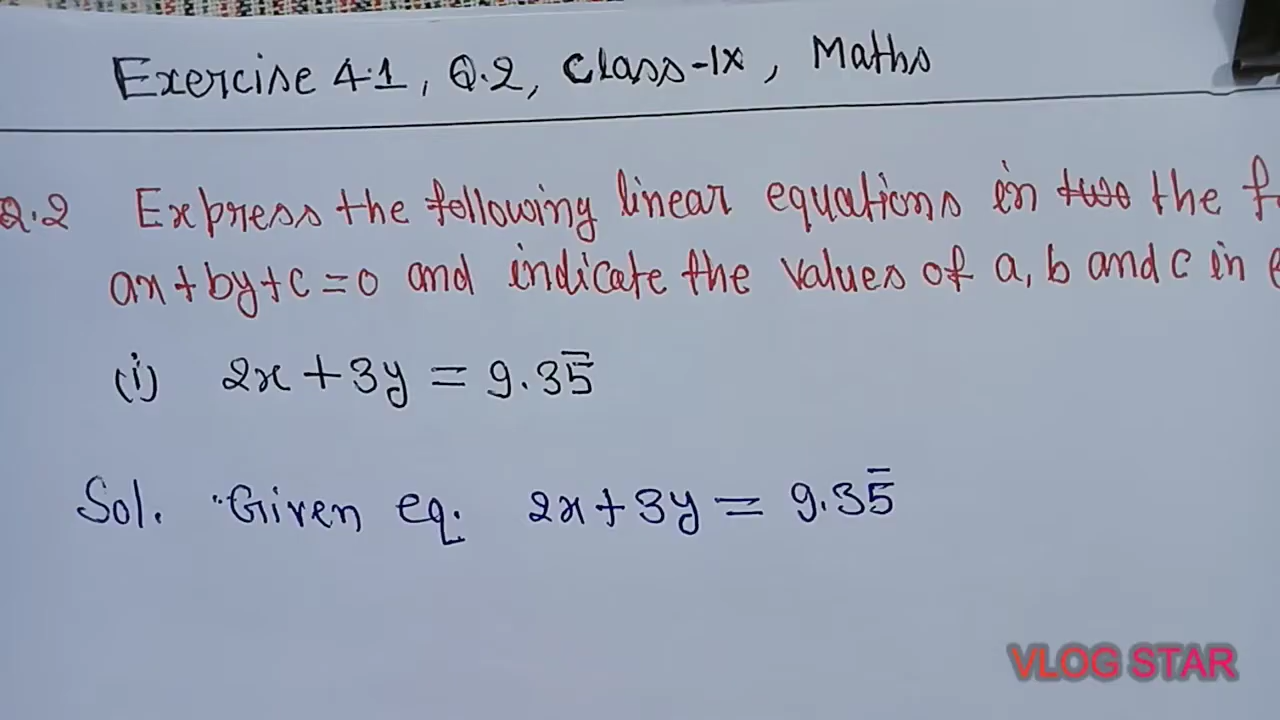 Exercise 4.1, Q.2, Class-IX, Maths
Q.2 Express the following linear equations in two the
ax+by+c=0 and indicate the values of a, b and c in
(i) 2x+3y=9.35̅
Sol. Given eq. 2x+3y=9.35̅
VLOG STAR